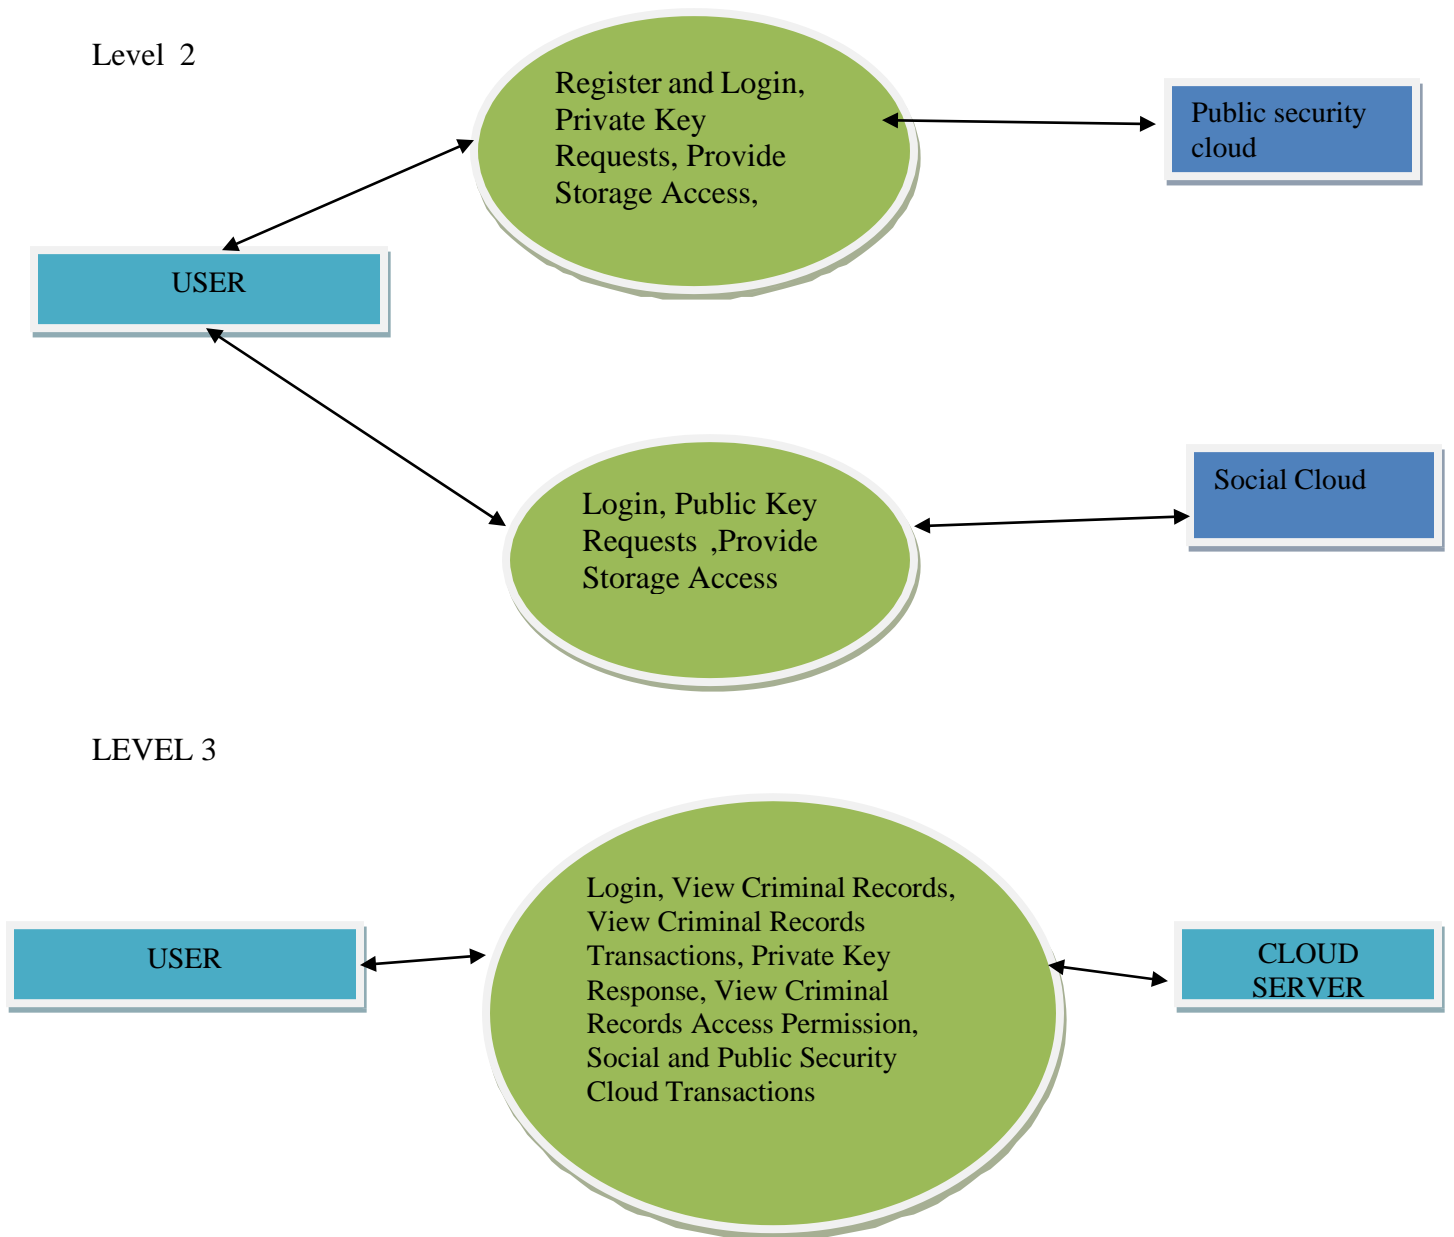 Level 2
Register and Login,
Private Key
Requests, Provide
Storage Access,
Public security
cloud
USER
Login, Public Key
Requests ,Provide
Storage Access
Social Cloud
LEVEL 3
USER
Login, View Criminal Records,
View Criminal Records
Transactions, Private Key
Response, View Criminal
Records Access Permission,
Social and Public Security
Cloud Transactions
CLOUD
SERVER